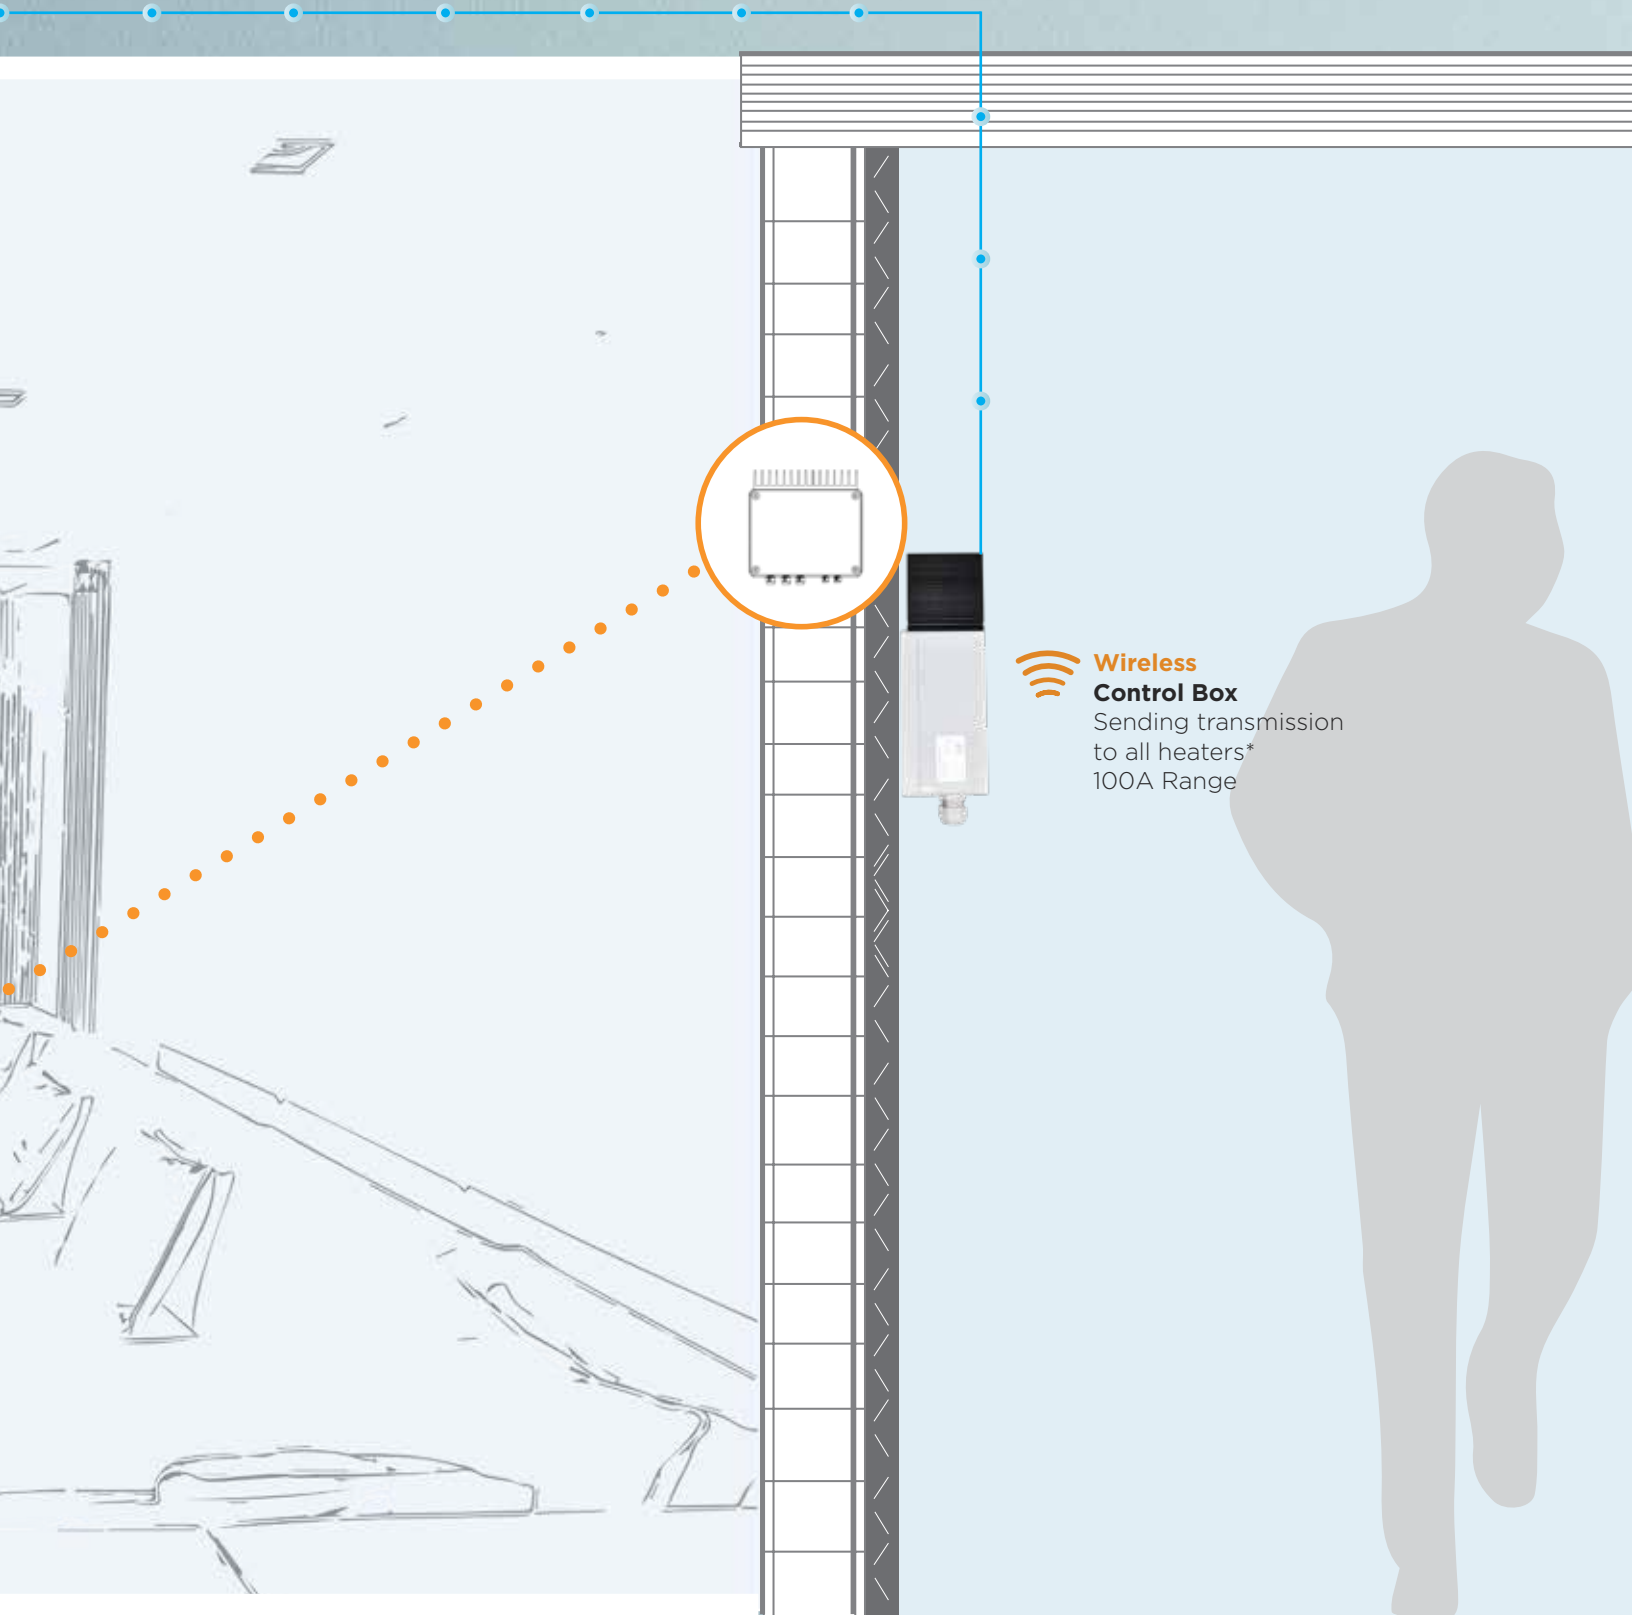 Wireless
Control Box
Sending transmission
to all heaters*
100A Range